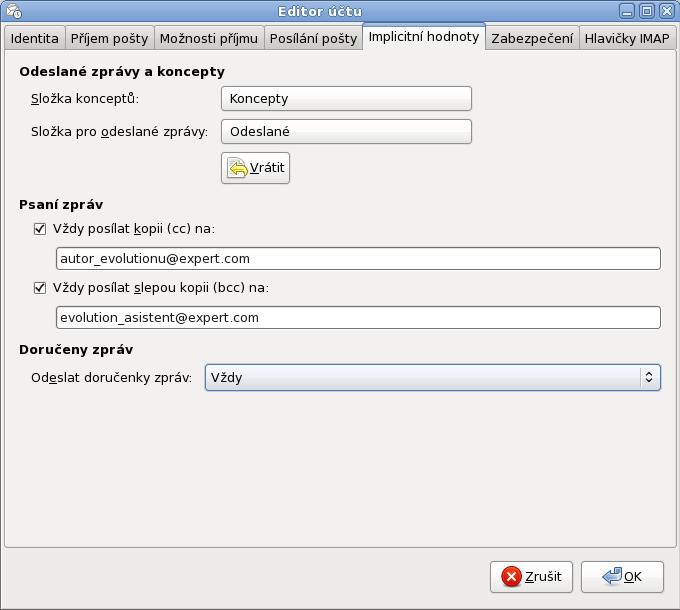 Editor účtu
Identita Příjem pošty Možnosti příjmu Posílání pošty Implicitní hodnoty Zabezpečení Hlavičky IMAP
Odeslané zprávy a koncepty
Složka konceptů: Koncepty
Složka pro odeslané zprávy: Odeslané
Vrátit
Psaní zpráv
Vždy posílat kopii (cc) na:
autor_evolutionu@expert.com
Vždy posílat slepou kopii (bcc) na:
evolution_asistent@expert.com
Doručeny zpráv
Odeslat doručenky zpráv: Vždy
Zrušit OK